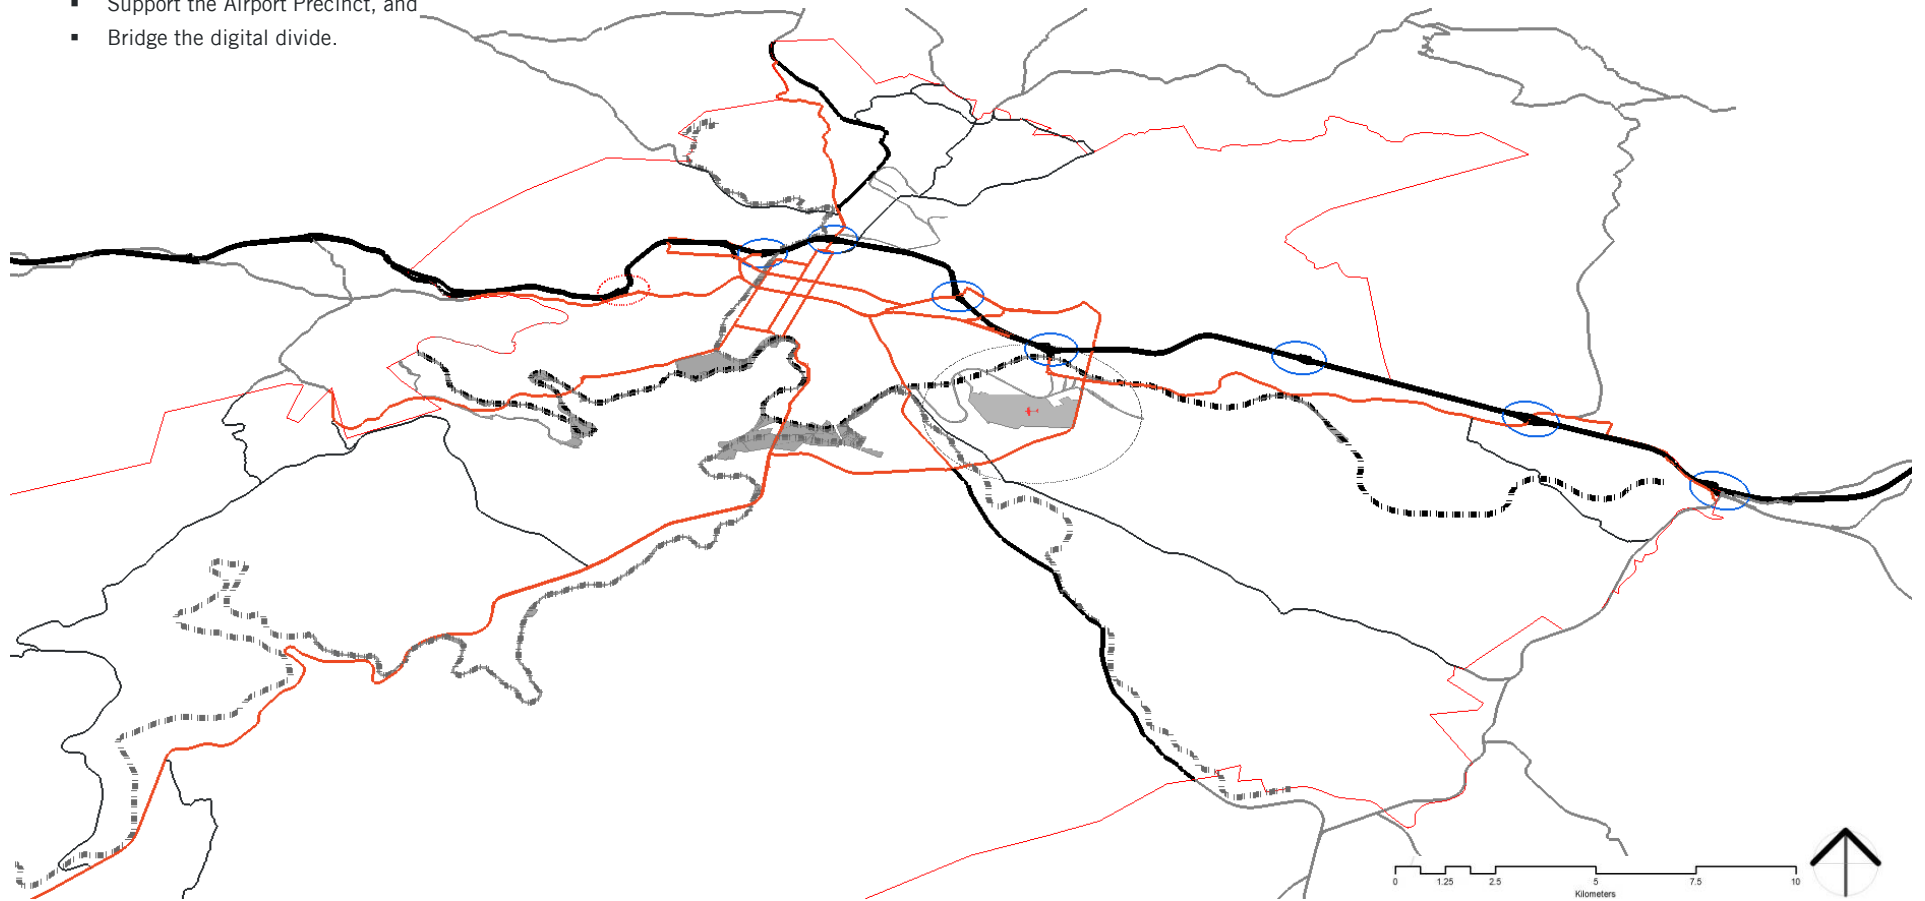 ▪ Support the Airport Precinct, and
▪ Bridge the digital divide.
0 1.25 2.5 5 7.5 10
Kilometers